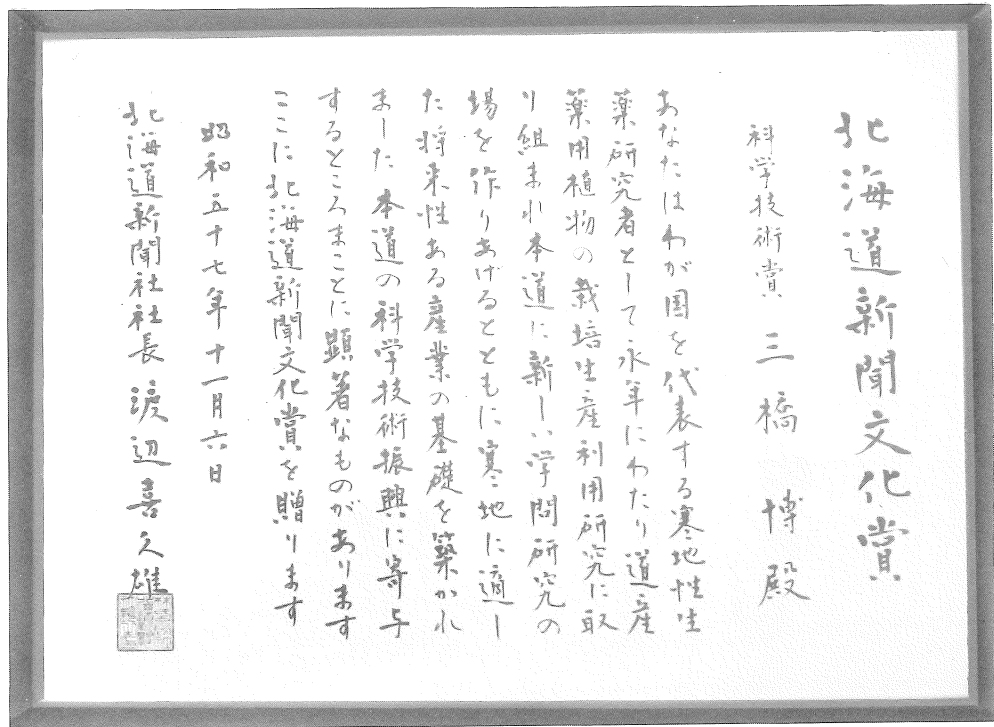 北海道新聞文化賞
科学技術賞 三橋 博 殿
あなたはわが国を代表する寒地性生
薬研究者として永年にわたり道産
薬用植物の栽培生産利用研究に取
り組まれ本道に新しい学問研究の
場を作りあげるとともに寒地に適し
た将来性ある産業の基礎を築かれ
ました 本道の科学技術振興に寄与
するところまことに顕著なものがあります
ここに北海道新聞文化賞を贈ります
昭和五十七年十一月六日
北海道新聞社社長 渡辺喜久雄